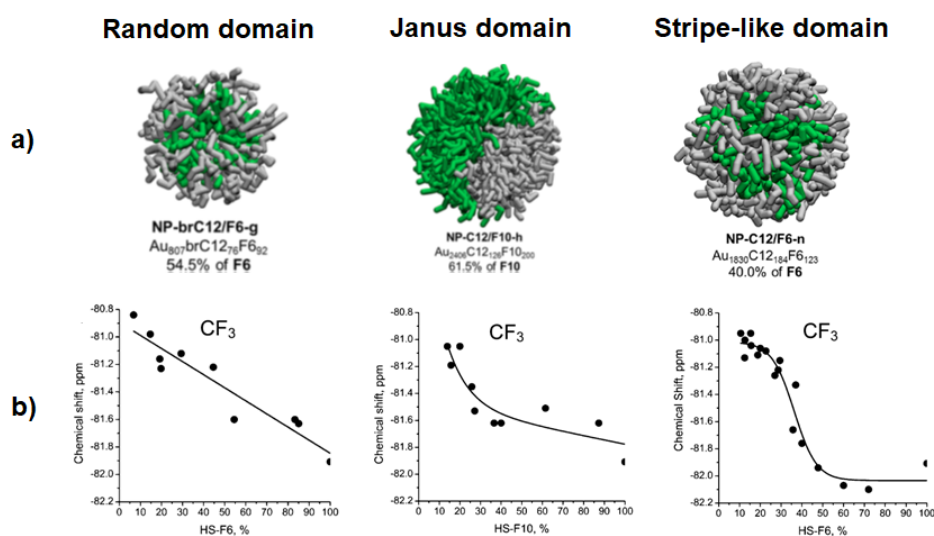 Random domain
Janus domain
Stripe-like domain
a)
NP-brC12/F6-g
Au807brC1276F692
54.5% of F6
NP-C12/F10-h
Au2406C12126F10200
61.5% of F10
NP-C12/F6-n
Au1830C12184F6123
40.0% of F6
b)
CF3
Chemical shift, ppm
-80.8
-81.0
-81.2
-81.4
-81.6
-81.8
-82.0
-82.2
0 10 20 30 40 50 60 70 80 90 100
HS-F6, %
CF3
Chemical shift, ppm
-80.8
-81.0
-81.2
-81.4
-81.6
-81.8
-82.0
-82.2
0 10 20 30 40 50 60 70 80 90 100
HS-F10, %
CF3
Chemical Shift, ppm
-80.8
-81.0
-81.2
-81.4
-81.6
-81.8
-82.0
-82.2
0 10 20 30 40 50 60 70 80 90 100
HS-F6, %